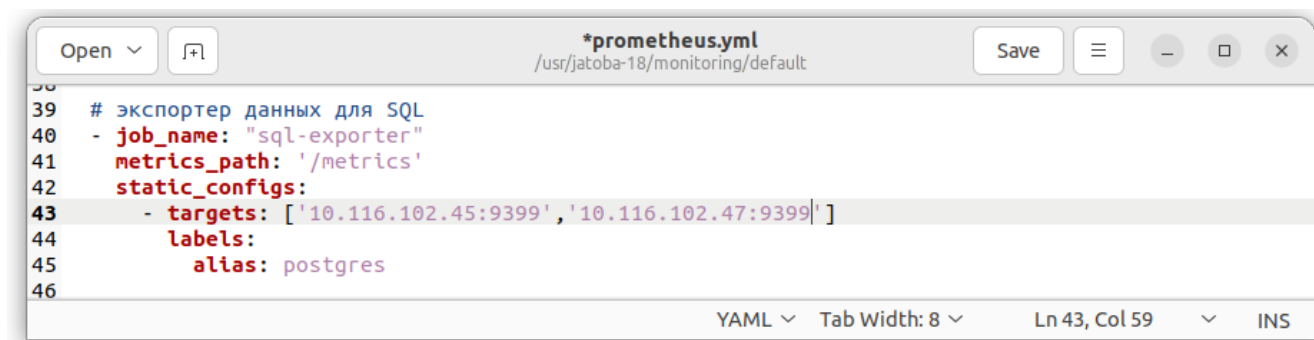 Open
*prometheus.yml
/usr/jatoba-18/monitoring/default
Save
39 # экспортер данных для SQL
40 - job_name: "sql-exporter"
41 metrics_path: '/metrics'
42 static_configs:
43 - targets: ['10.116.102.45:9399','10.116.102.47:9399']
44 labels:
45 alias: postgres
46
YAML Tab Width: 8 Ln 43, Col 59 INS